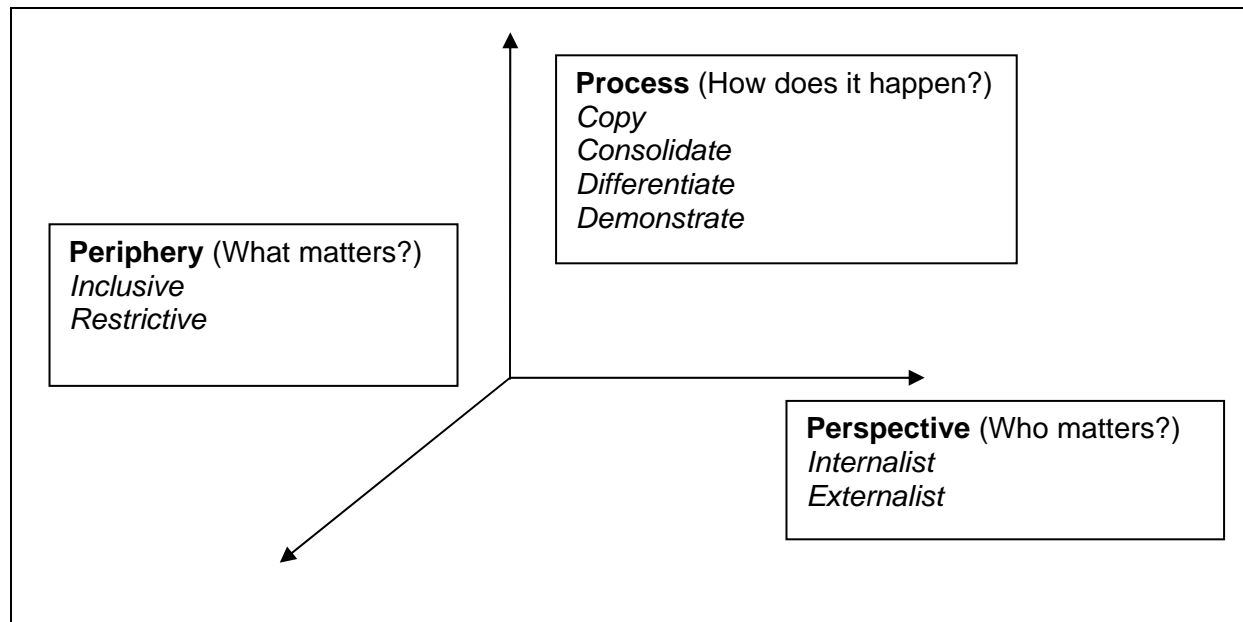 Process (How does it happen?)
Copy
Consolidate
Differentiate
Demonstrate
Periphery (What matters?)
Inclusive
Restrictive
Perspective (Who matters?)
Internalist
Externalist